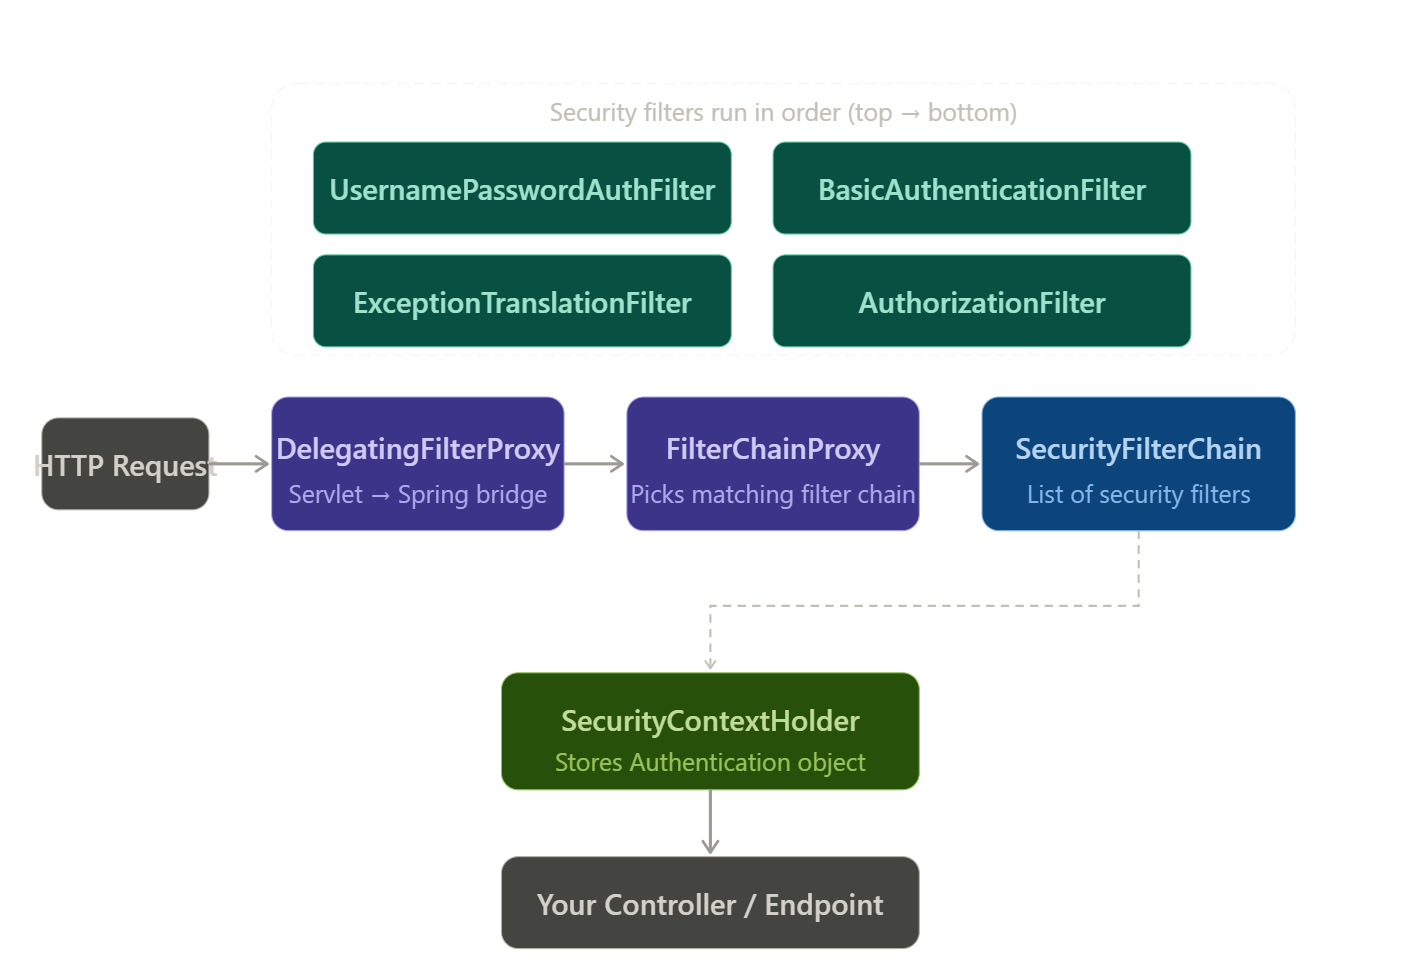 Security filters run in order (top → bottom)
UsernamePasswordAuthFilter
BasicAuthenticationFilter
ExceptionTranslationFilter
AuthorizationFilter
HTTP Request
DelegatingFilterProxy
Servlet → Spring bridge
FilterChainProxy
Picks matching filter chain
SecurityFilterChain
List of security filters
SecurityContextHolder
Stores Authentication object
Your Controller / Endpoint